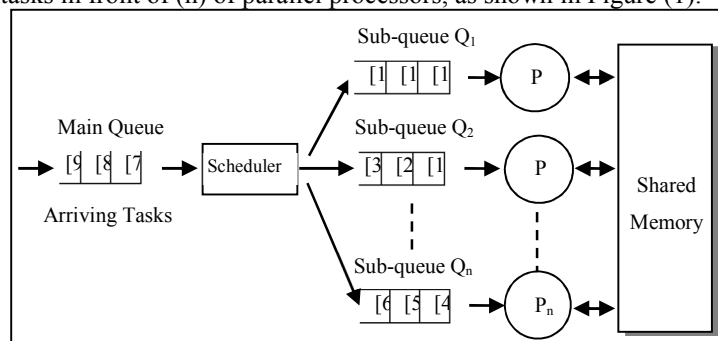 tasks in front of (n) of parallel processors, as shown in Figure (1).
Sub-queue Q₁
[1 [1 [1
P
Main Queue
[9 [8 [7
Arriving Tasks
Scheduler
Sub-queue Q₂
[3 [2 [1
P
Shared
Memory
Sub-queue Qₙ
[6 [5 [4
Pₙ